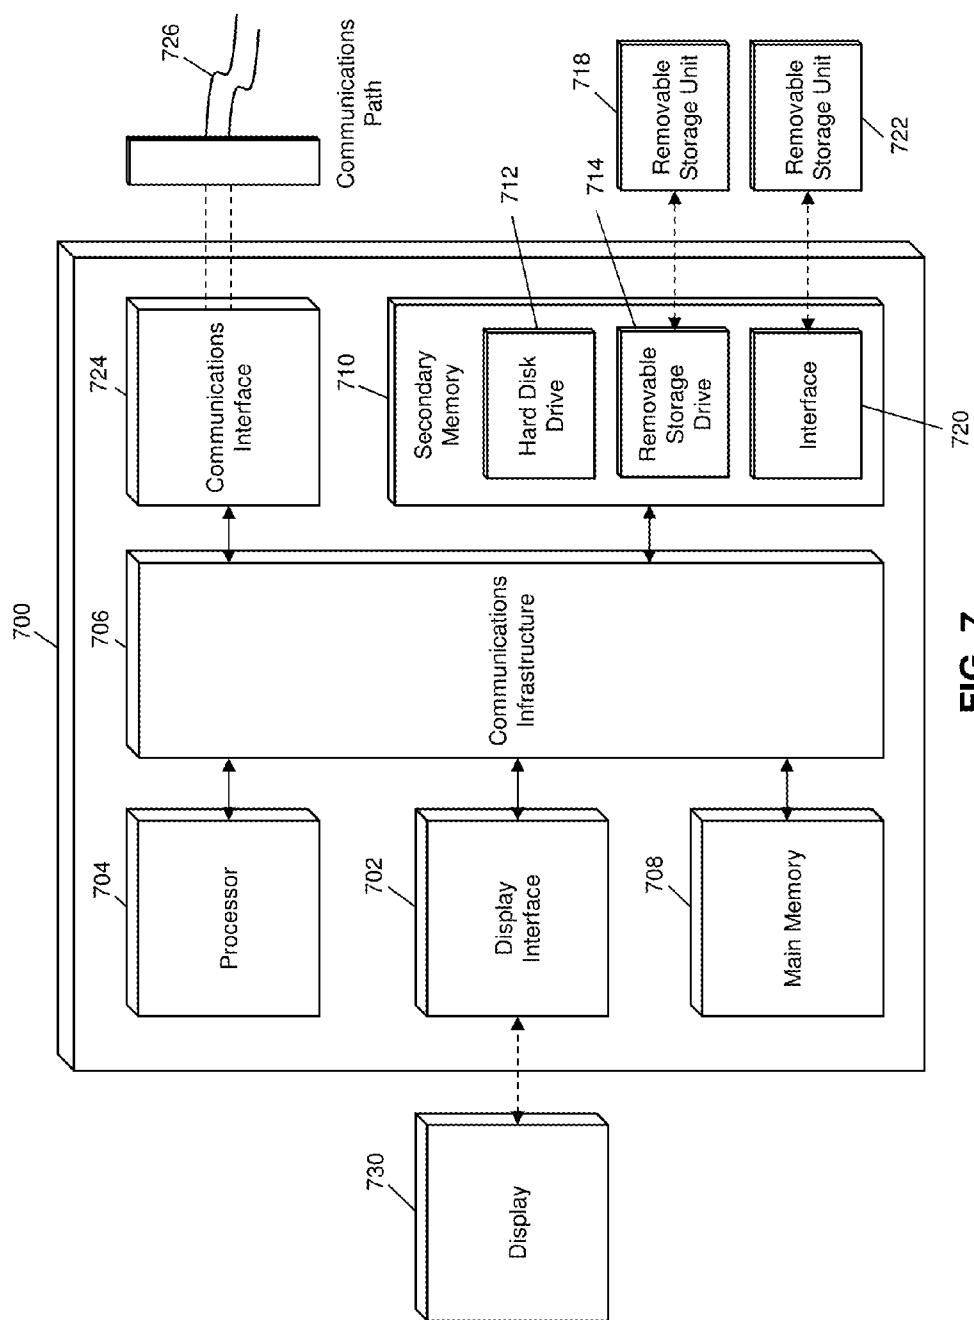 700
704
Processor
706
Communications
Infrastructure
724
Communications
Interface
726
Communications
Path
730
Display
702
Display
Interface
708
Main Memory
710
Secondary
Memory
712
Hard Disk
Drive
714
Removable
Storage
Drive
718
Removable
Storage Unit
720
Interface
722
Removable
Storage Unit
FIG. 7